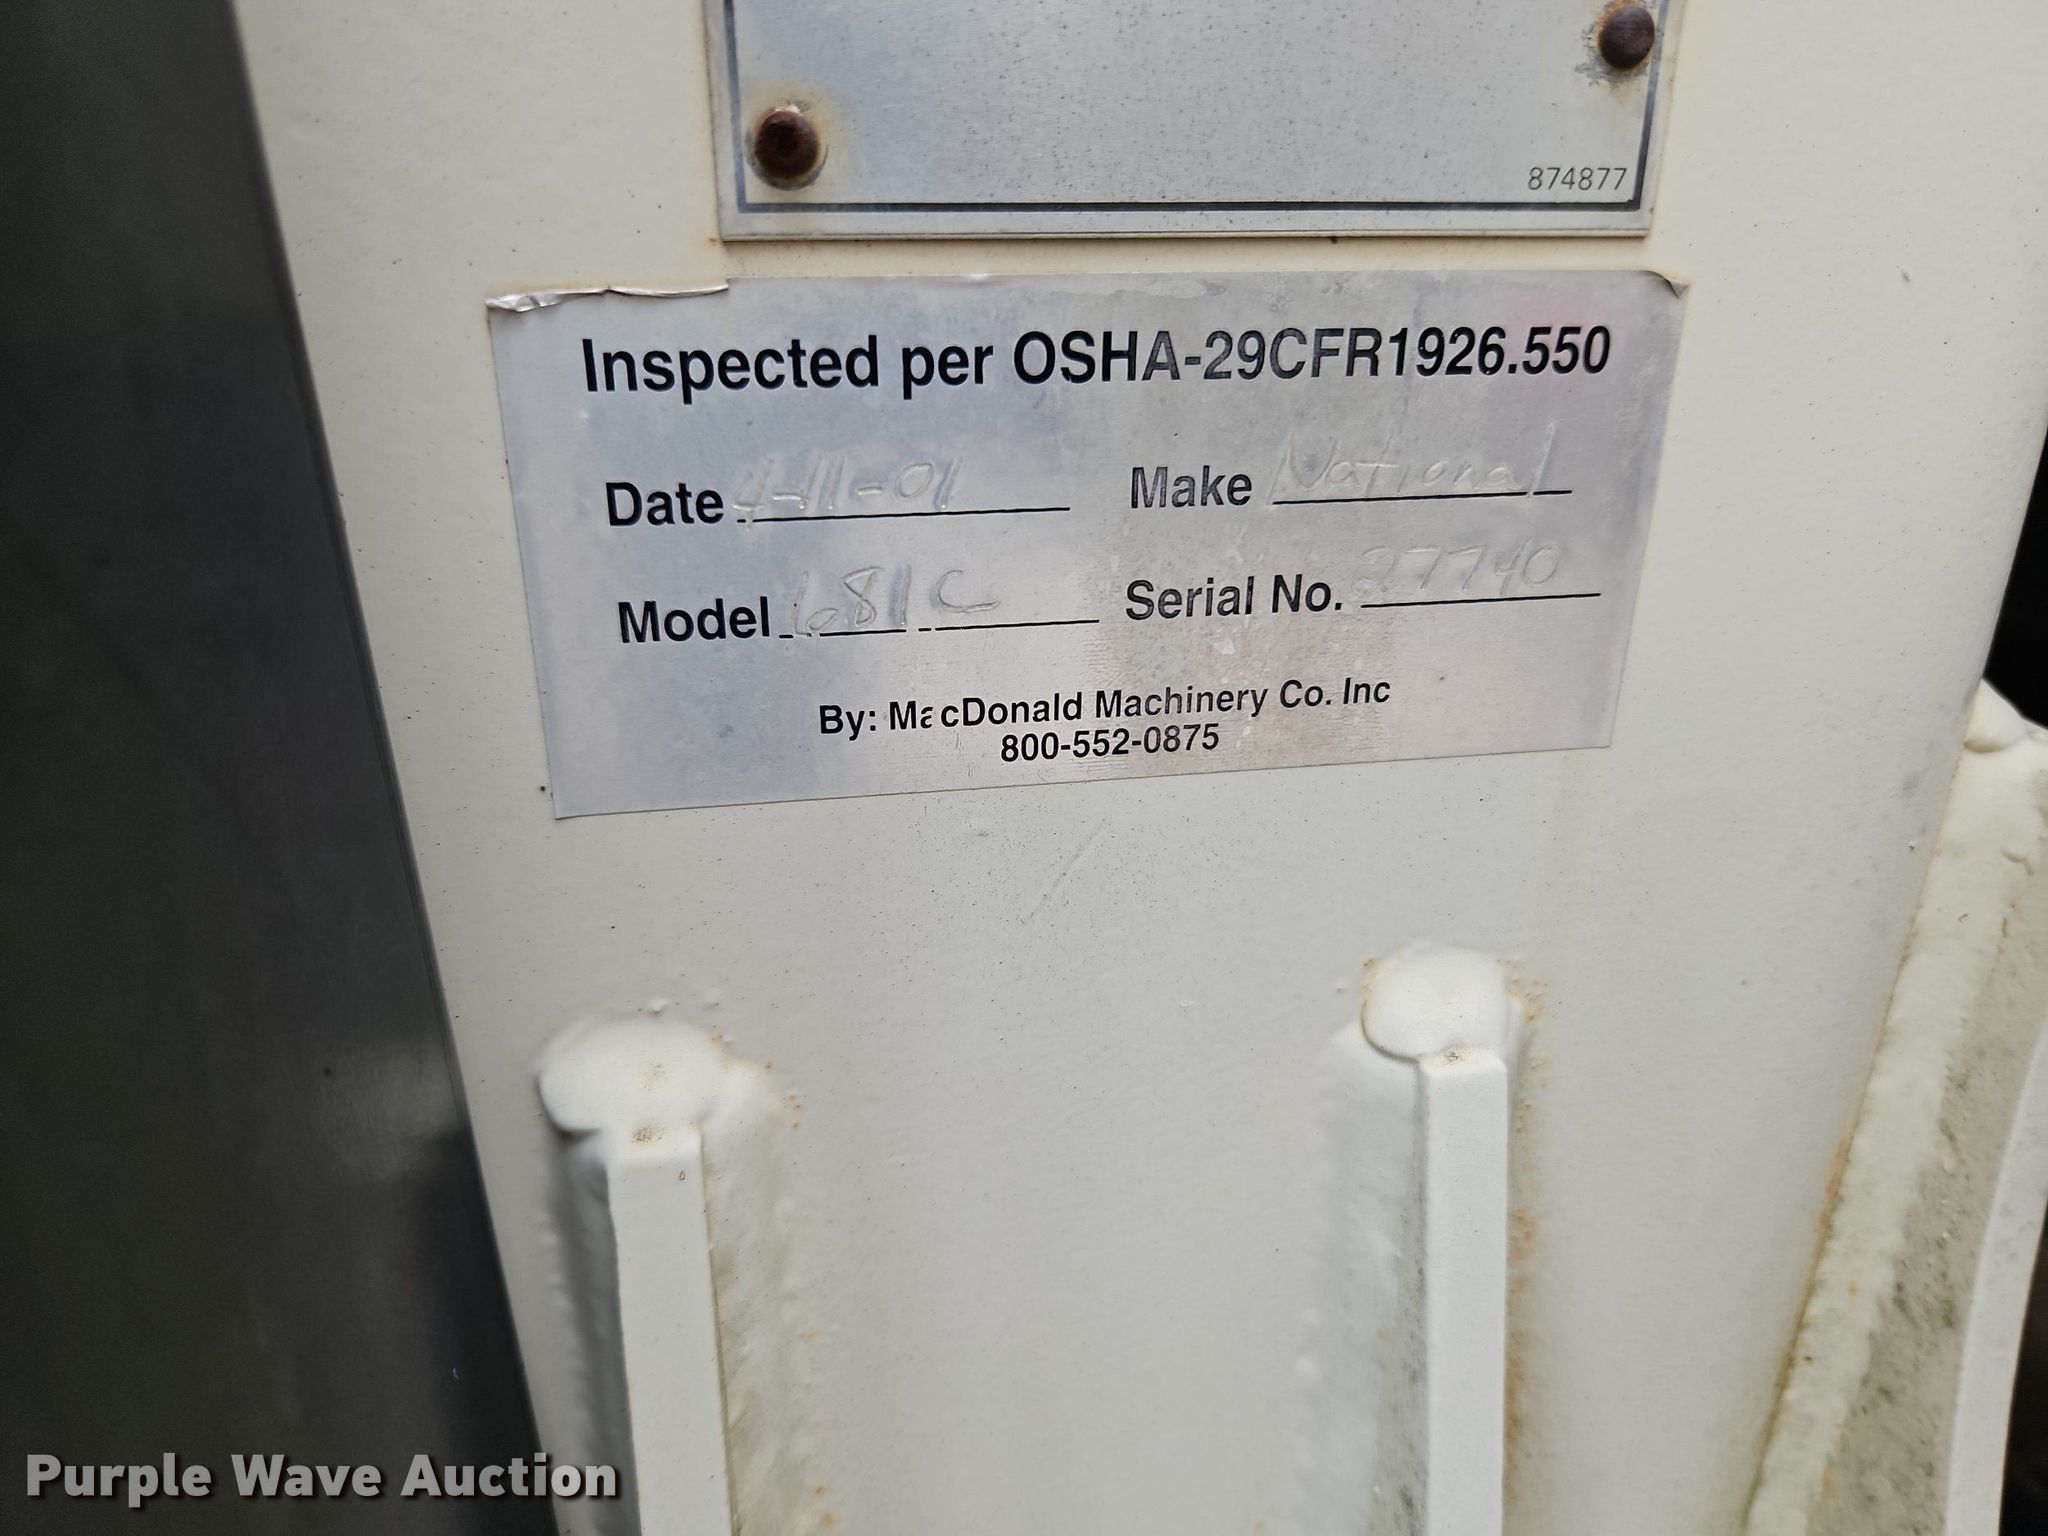 874877
Inspected per OSHA-29CFR1926.550
Date 4-11-01 Make National
Model 681C Serial No. 27740
By: MacDonald Machinery Co. Inc
800-552-0875
Purple Wave Auction